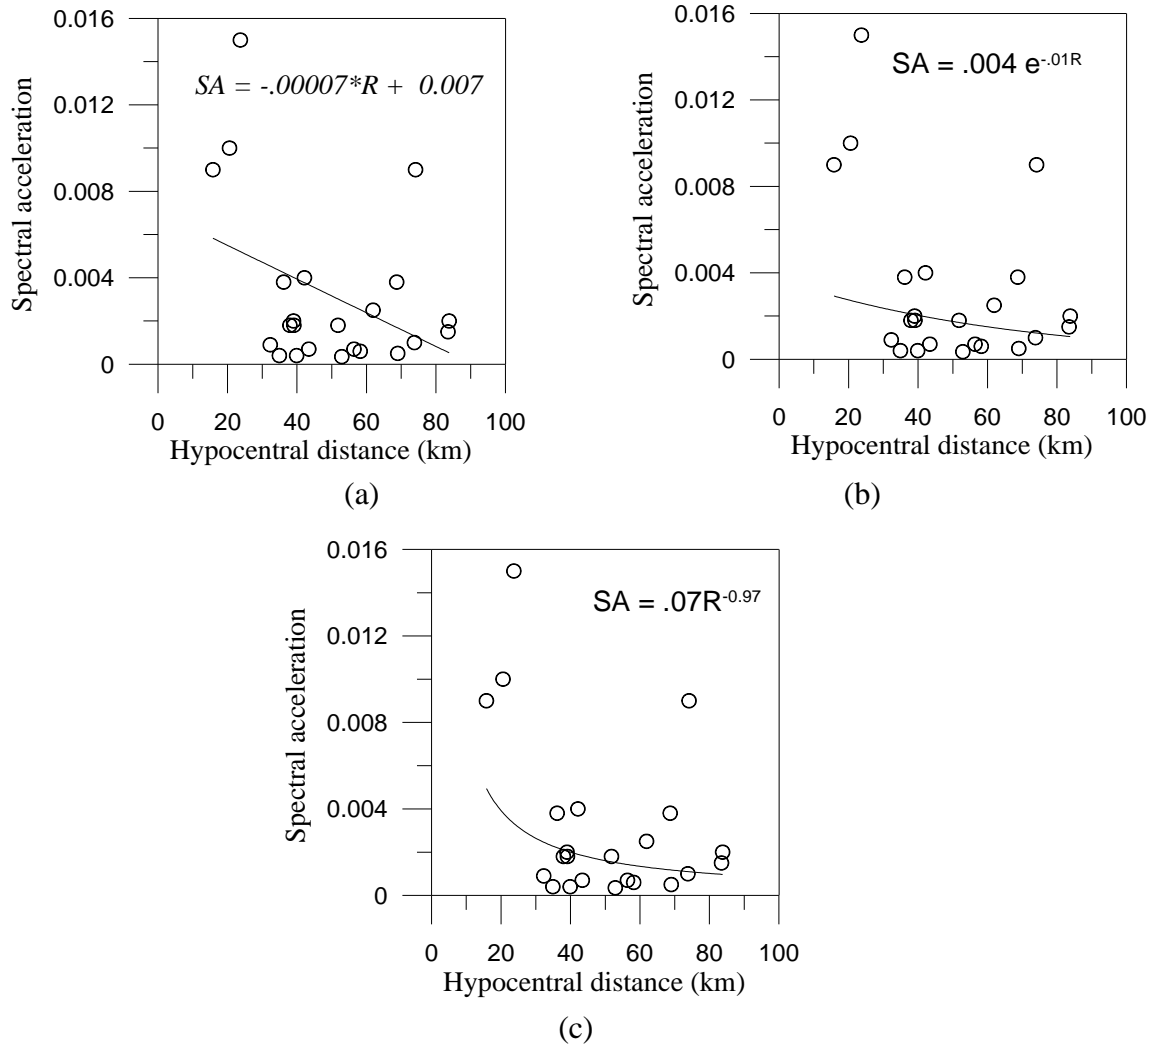 0.016
SA = -.00007*R + 0.007
0.012
0.008
0.004
0
Spectral acceleration
0 20 40 60 80 100
Hypocentral distance (km)
(a)
0.016
SA = .004 e-.01R
0.012
0.008
0.004
0
Spectral acceleration
0 20 40 60 80 100
Hypocentral distance (km)
(b)
0.016
SA = .07R-0.97
0.012
0.008
0.004
0
Spectral acceleration
0 20 40 60 80 100
Hypocentral distance (km)
(c)